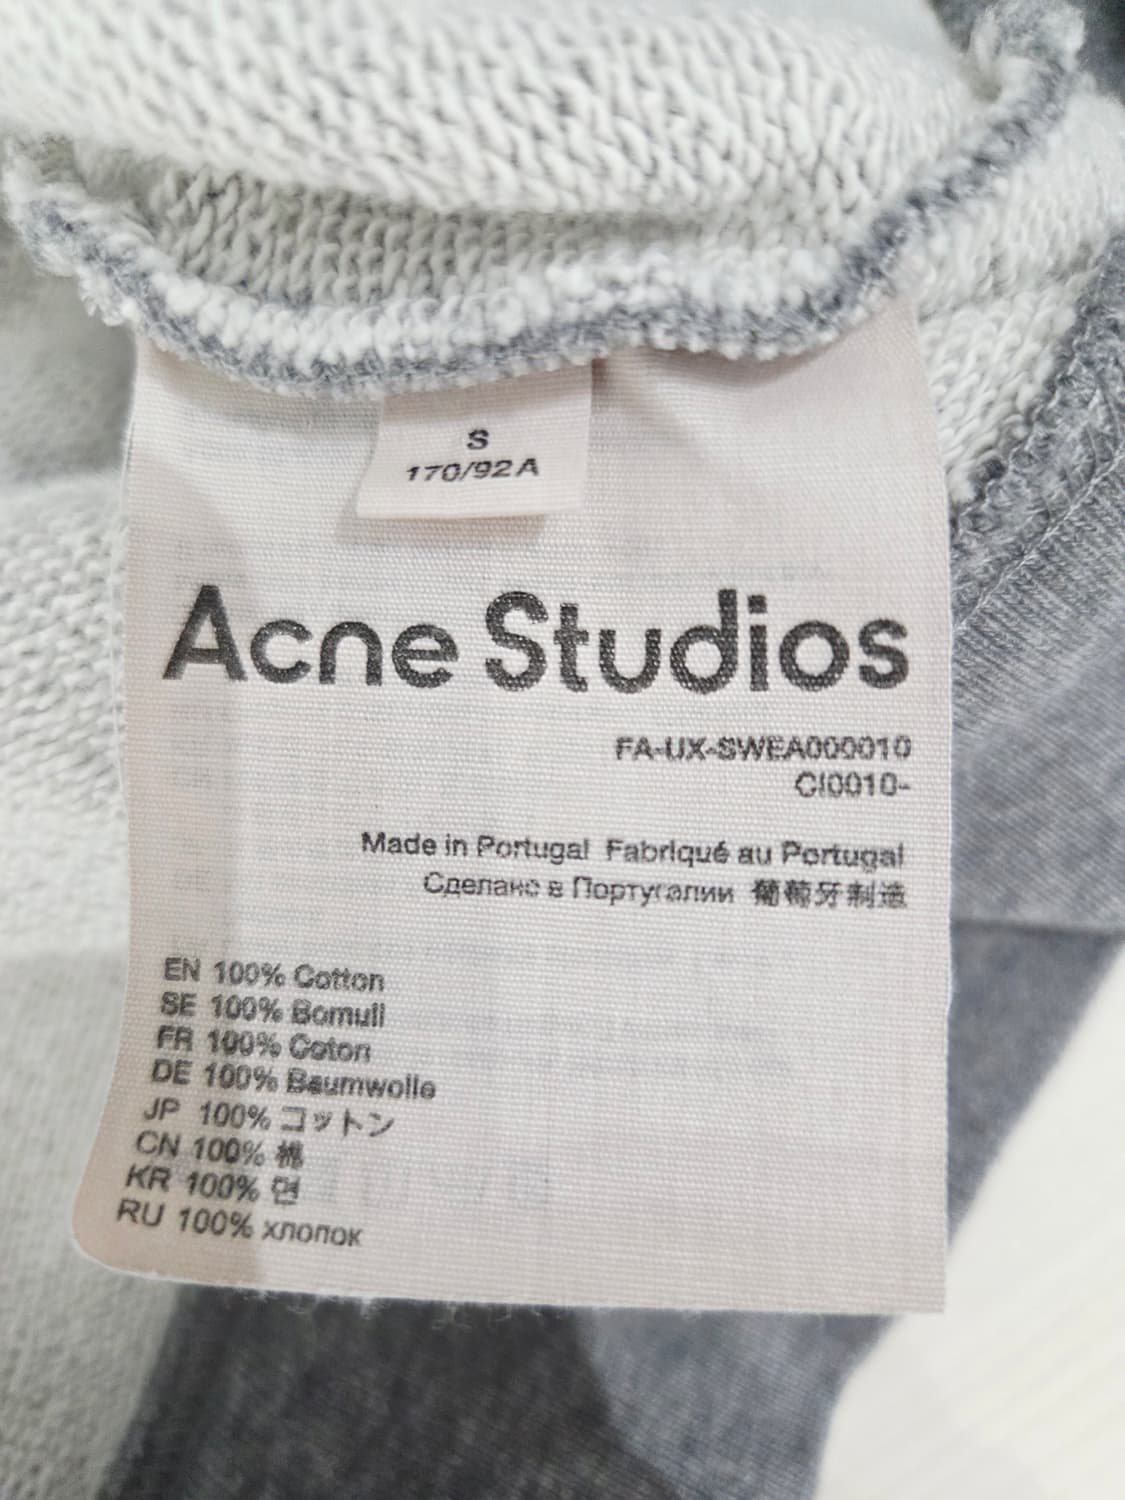 S
170/92A
Acne Studios
FA-UX-SWEA000010
CI0010-
Made in Portugal Fabriqué au Portugal
Сделано в Португалии 葡萄牙制造
EN 100% Cotton
SE 100% Bomull
FR 100% Coton
DE 100% Baumwolle
JP 100% コットン
CN 100% 棉
KR 100% 면
RU 100% хлопок